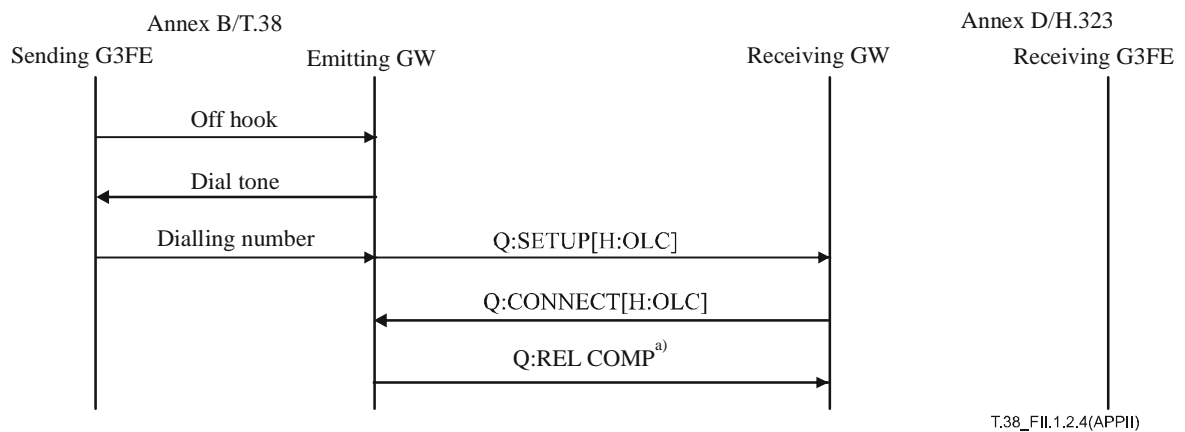 Annex B/T.38 Annex D/H.323
Sending G3FE Emitting GW Receiving GW Receiving G3FE
Off hook
Dial tone
Dialling number Q:SETUP[H:OLC]
Q:CONNECT[H:OLC]
Q:REL COMP a)
T.38_FII.1.2.4(APPII)